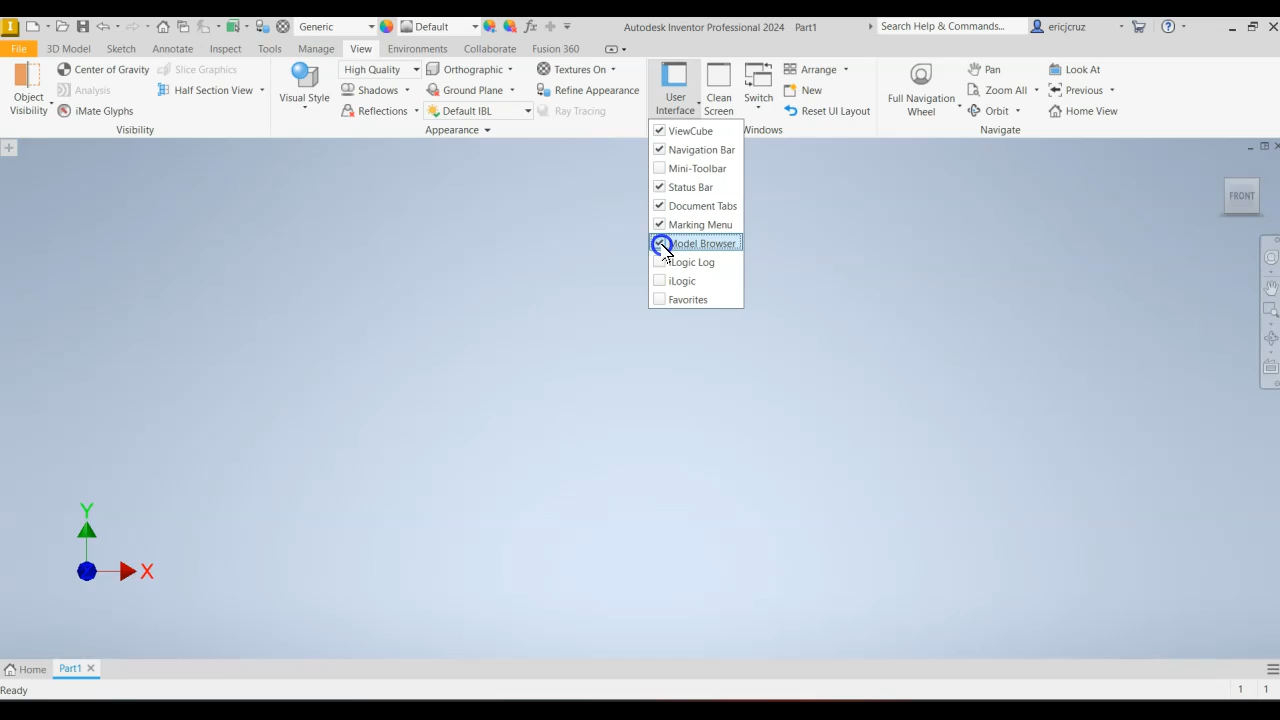 Generic
Default
Autodesk Inventor Professional 2024 Part1
Search Help & Commands...
ericjcruz
File 3D Model Sketch Annotate Inspect Tools Manage View Environments Collaborate Fusion 360
Object Visibility
Center of Gravity
Analysis
iMate Glyphs
Slice Graphics
Half Section View
Visibility
Visual Style
High Quality
Shadows
Reflections
Orthographic
Ground Plane
Default IBL
Textures On
Refine Appearance
Ray Tracing
Appearance
User Interface
Clean Screen
Switch
Arrange
New
Reset UI Layout
Windows
Full Navigation Wheel
Pan
Zoom All
Orbit
Look At
Previous
Home View
Navigate
ViewCube
Navigation Bar
Mini-Toolbar
Status Bar
Document Tabs
Marking Menu
Model Browser
iLogic Log
iLogic
Favorites
FRONT
Y
X
Home
Part1
Ready
1 1